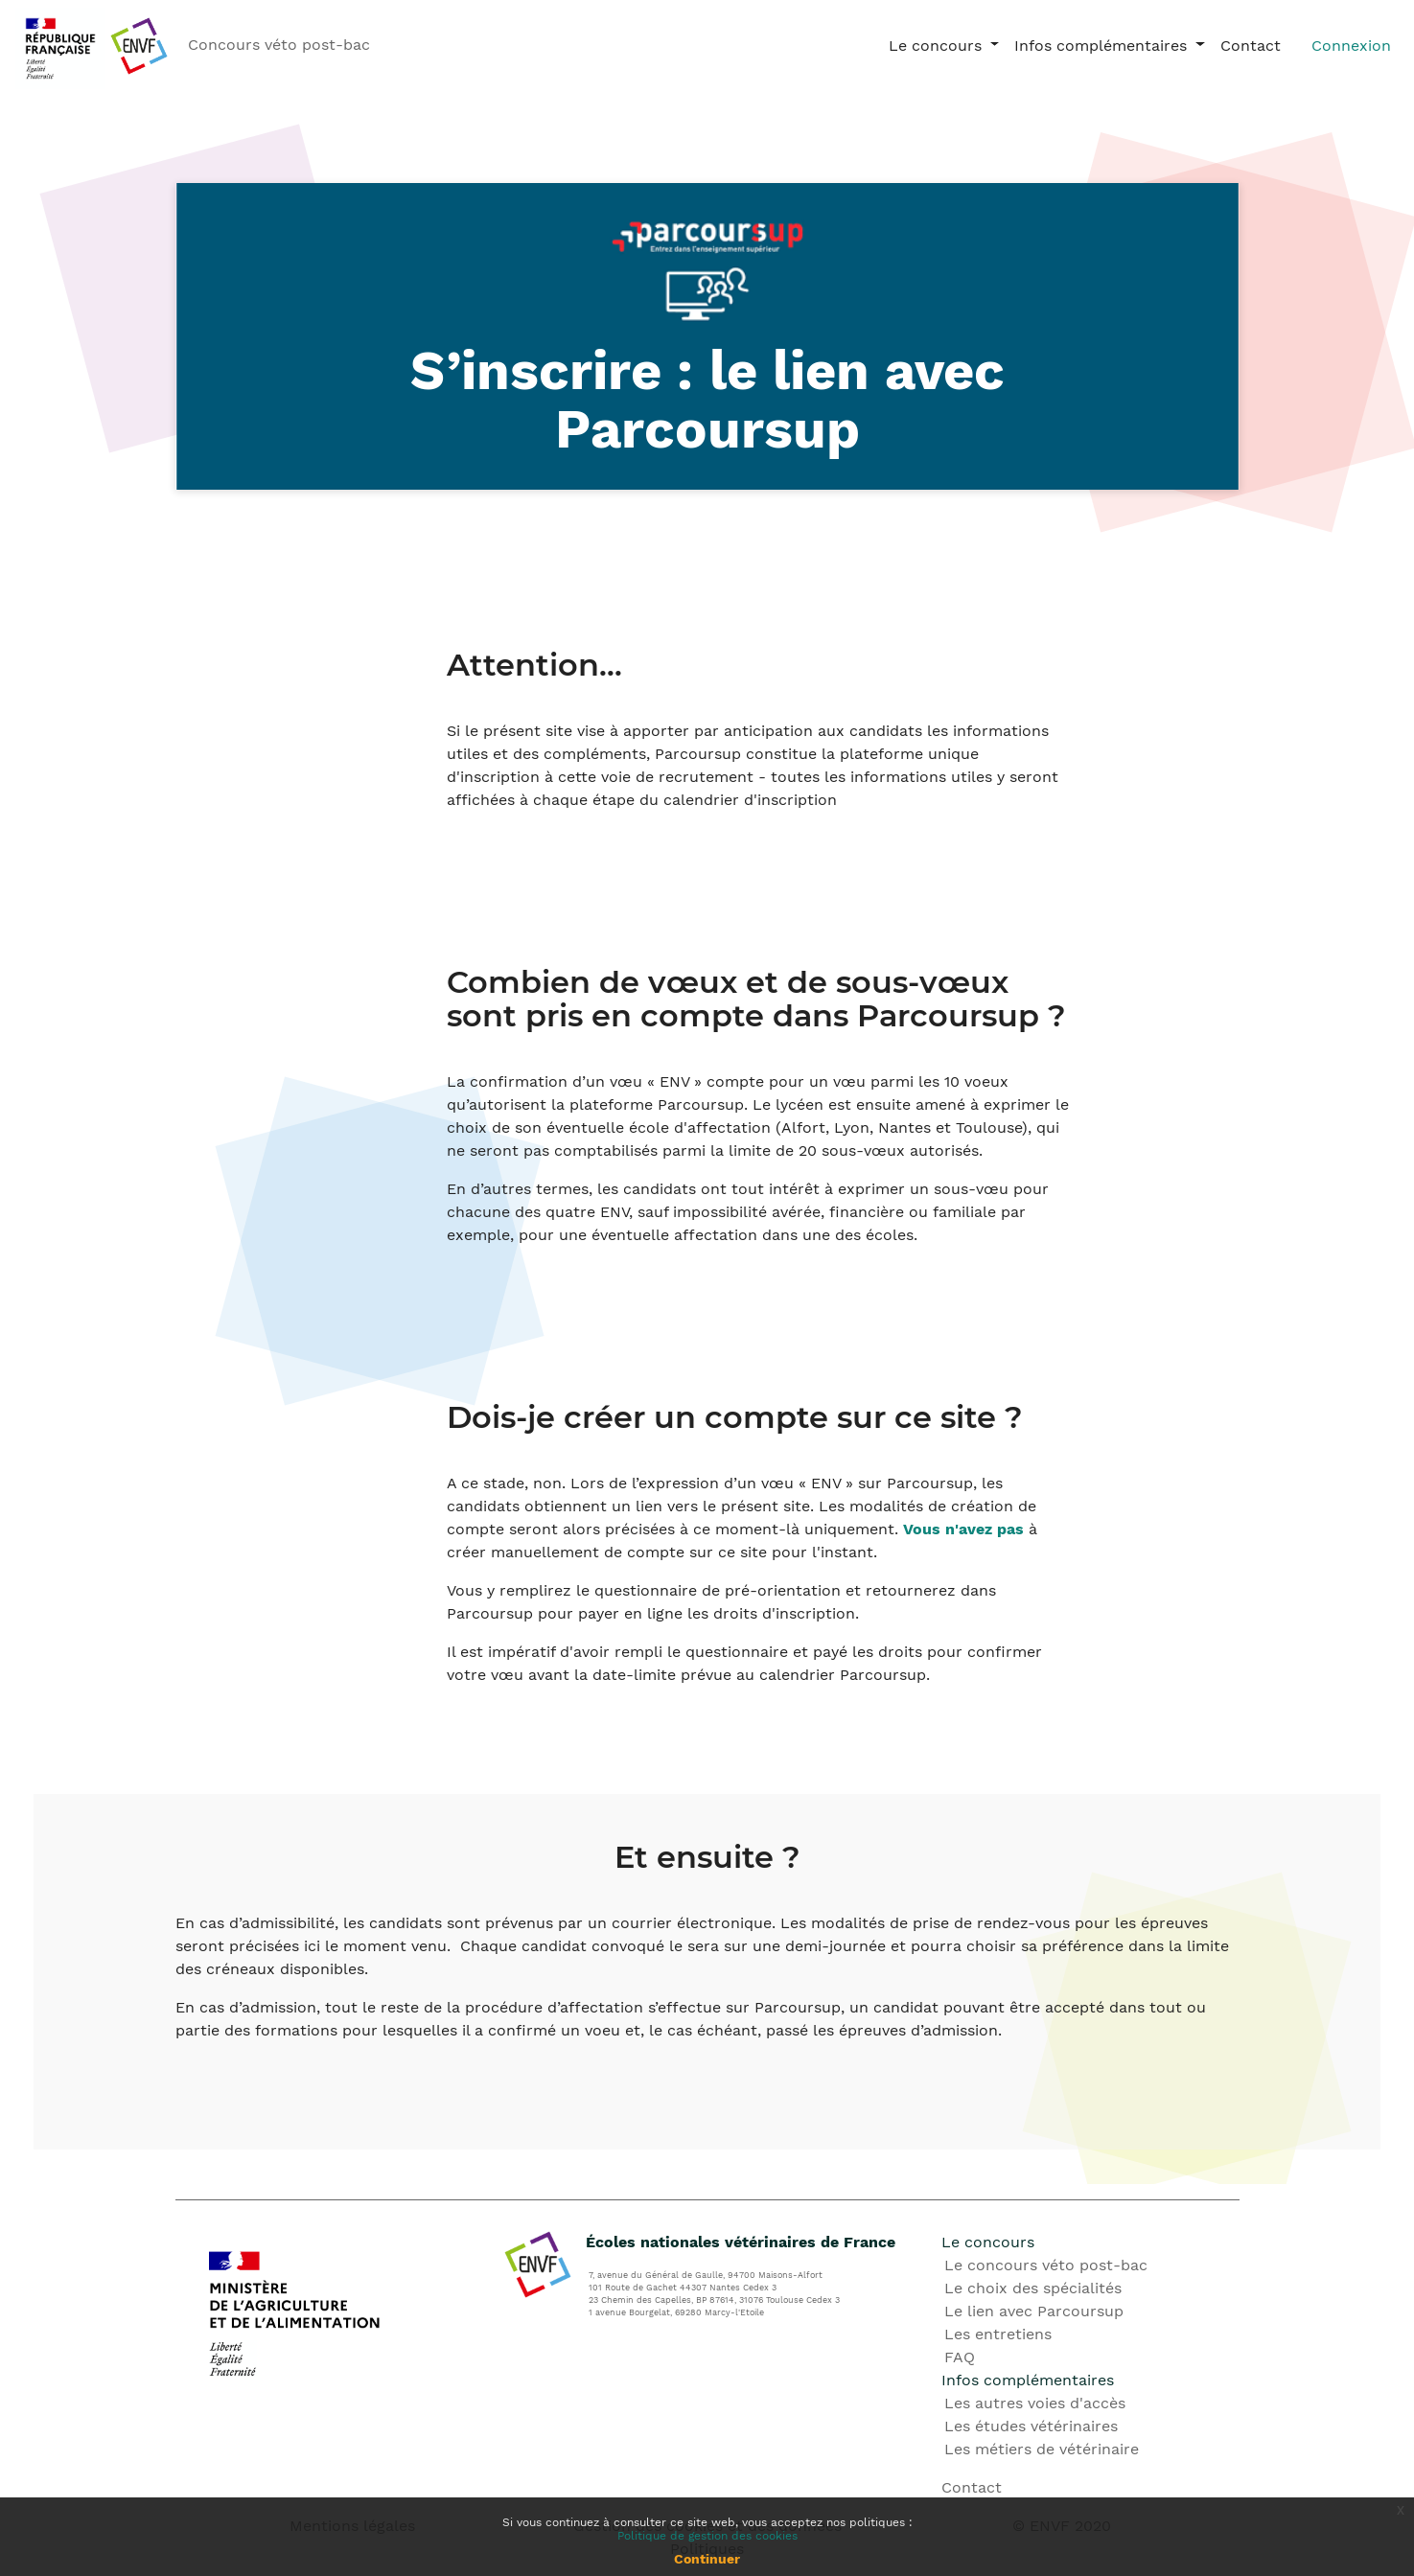 RÉPUBLIQUE
FRANÇAISE
Liberté
Égalité
Fraternité
ENVF
Concours véto post-bac
Le concours
Infos complémentaires
Contact
Connexion
parcoursup
Entrez dans l'enseignement supérieur
S’inscrire : le lien avec
Parcoursup
Attention...
Si le présent site vise à apporter par anticipation aux candidats les informations
utiles et des compléments, Parcoursup constitue la plateforme unique
d'inscription à cette voie de recrutement - toutes les informations utiles y seront
affichées à chaque étape du calendrier d'inscription
Combien de vœux et de sous-vœux
sont pris en compte dans Parcoursup ?
La confirmation d’un vœu « ENV » compte pour un vœu parmi les 10 voeux
qu’autorisent la plateforme Parcoursup. Le lycéen est ensuite amené à exprimer le
choix de son éventuelle école d'affectation (Alfort, Lyon, Nantes et Toulouse), qui
ne seront pas comptabilisés parmi la limite de 20 sous-vœux autorisés.
En d’autres termes, les candidats ont tout intérêt à exprimer un sous-vœu pour
chacune des quatre ENV, sauf impossibilité avérée, financière ou familiale par
exemple, pour une éventuelle affectation dans une des écoles.
Dois-je créer un compte sur ce site ?
A ce stade, non. Lors de l’expression d’un vœu « ENV » sur Parcoursup, les
candidats obtiennent un lien vers le présent site. Les modalités de création de
compte seront alors précisées à ce moment-là uniquement. Vous n'avez pas à
créer manuellement de compte sur ce site pour l'instant.
Vous y remplirez le questionnaire de pré-orientation et retournerez dans
Parcoursup pour payer en ligne les droits d'inscription.
Il est impératif d'avoir rempli le questionnaire et payé les droits pour confirmer
votre vœu avant la date-limite prévue au calendrier Parcoursup.
Et ensuite ?
En cas d’admissibilité, les candidats sont prévenus par un courrier électronique. Les modalités de prise de rendez-vous pour les épreuves
seront précisées ici le moment venu.  Chaque candidat convoqué le sera sur une demi-journée et pourra choisir sa préférence dans la limite
des créneaux disponibles.
En cas d’admission, tout le reste de la procédure d’affectation s’effectue sur Parcoursup, un candidat pouvant être accepté dans tout ou
partie des formations pour lesquelles il a confirmé un voeu et, le cas échéant, passé les épreuves d’admission.
MINISTÈRE
DE L’AGRICULTURE
ET DE L’ALIMENTATION
Liberté
Égalité
Fraternité
ENVF
Écoles nationales vétérinaires de France
7, avenue du Général de Gaulle, 94700 Maisons-Alfort
101 Route de Gachet 44307 Nantes Cedex 3
23 Chemin des Capelles, BP 87614, 31076 Toulouse Cedex 3
1 avenue Bourgelat, 69280 Marcy-l'Etoile
Le concours
Le concours véto post-bac
Le choix des spécialités
Le lien avec Parcoursup
Les entretiens
FAQ
Infos complémentaires
Les autres voies d'accès
Les études vétérinaires
Les métiers de vétérinaire
Contact
x
Si vous continuez à consulter ce site web, vous acceptez nos politiques :
Politique de gestion des cookies
Mentions légales
© ENVF 2020
Politiques
Continuer